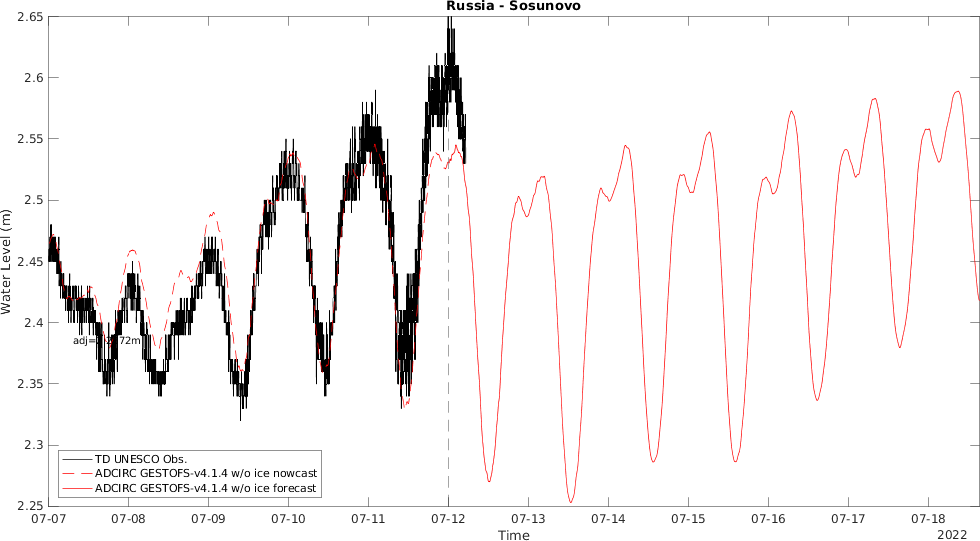 Russia - Sosunovo
Water Level (m)
2.65
2.6
2.55
2.5
2.45
2.4
2.35
2.3
2.25
TD UNESCO Obs.
ADCIRC GESTOFS-v4.1.4 w/o ice nowcast
ADCIRC GESTOFS-v4.1.4 w/o ice forecast
07-07 07-08 07-09 07-10 07-11 07-12 07-13 07-14 07-15 07-16 07-17 07-18
Time
2022